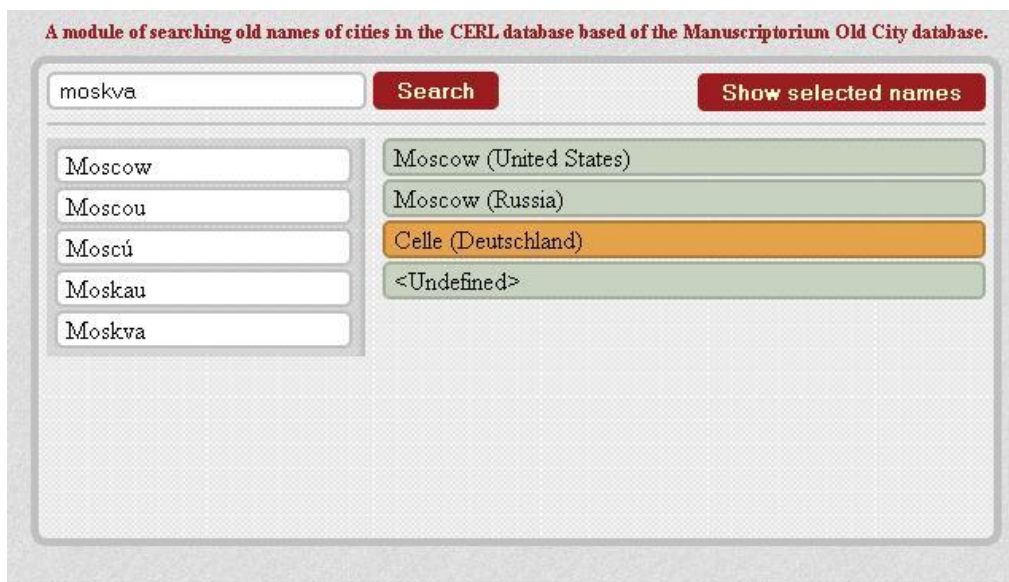 A module of searching old names of cities in the CERL database based of the Manuscriptorium Old City database.
moskva
Search
Show selected names
Moscow
Moscou
Moscú
Moskau
Moskva
Moscow (United States)
Moscow (Russia)
Celle (Deutschland)
<Undefined>